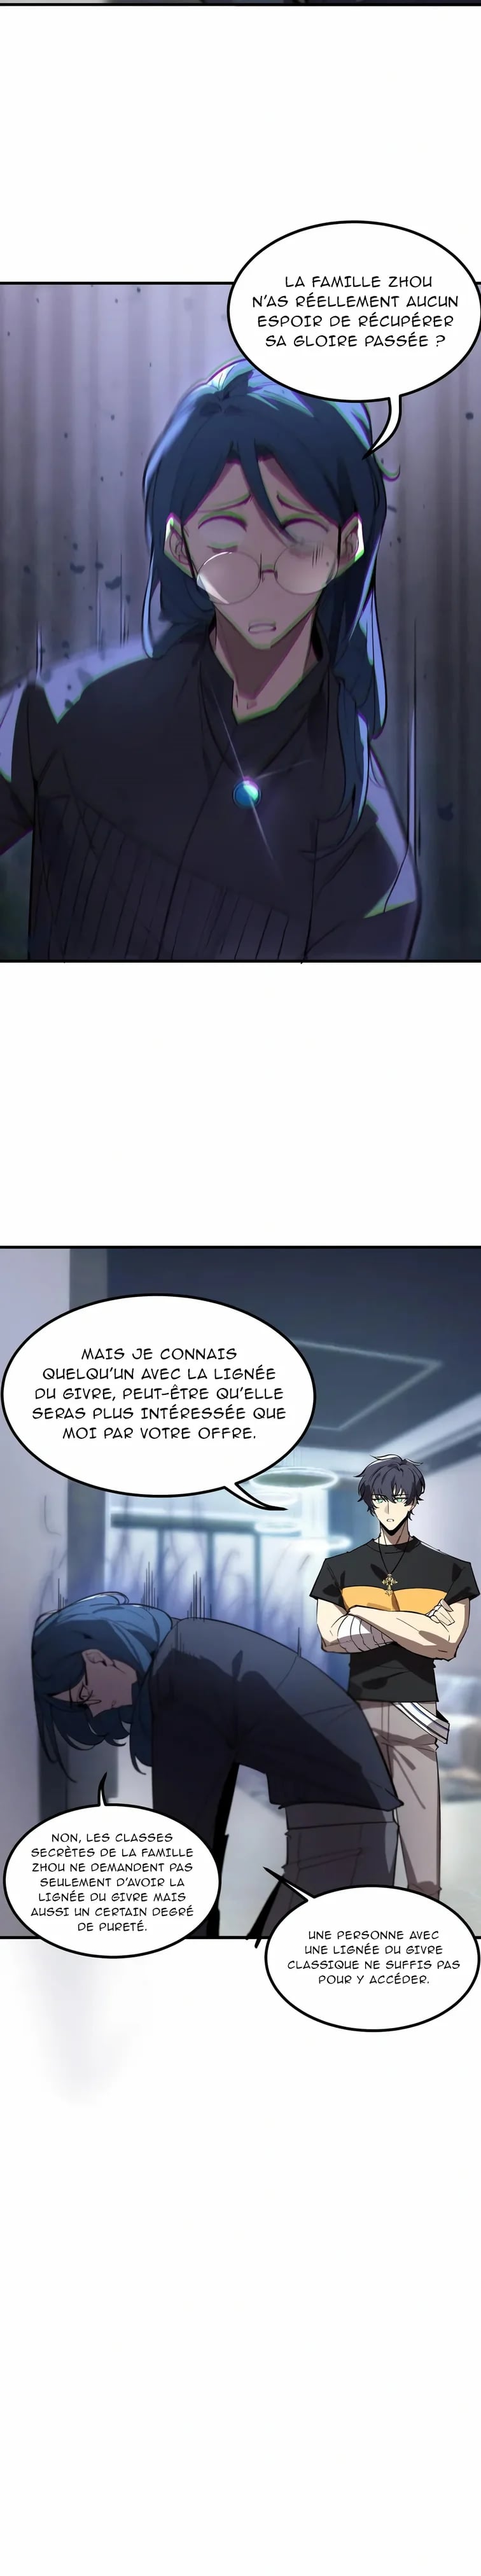 LA FAMILLE ZHOU
N'AS RÉELLEMENT AUCUN
ESPOIR DE RÉCUPÉRER
SA GLOIRE PASSÉE ?
MAIS JE CONNAIS
QUELQU'UN AVEC LA LIGNÉE
DU GIVRE, PEUT-ÊTRE QU'ELLE
SERAS PLUS INTÉRESSÉE QUE
MOI PAR VOTRE OFFRE.
NON, LES CLASSES
SECRÈTES DE LA FAMILLE
ZHOU NE DEMANDENT PAS
SEULEMENT D'AVOIR LA
LIGNÉE DU GIVRE MAIS
AUSSI UN CERTAIN DEGRÉ
DE PURETÉ.
UNE PERSONNE AVEC
UNE LIGNÉE DU GIVRE
CLASSIQUE NE SUFFIS PAS
POUR Y ACCÉDER.